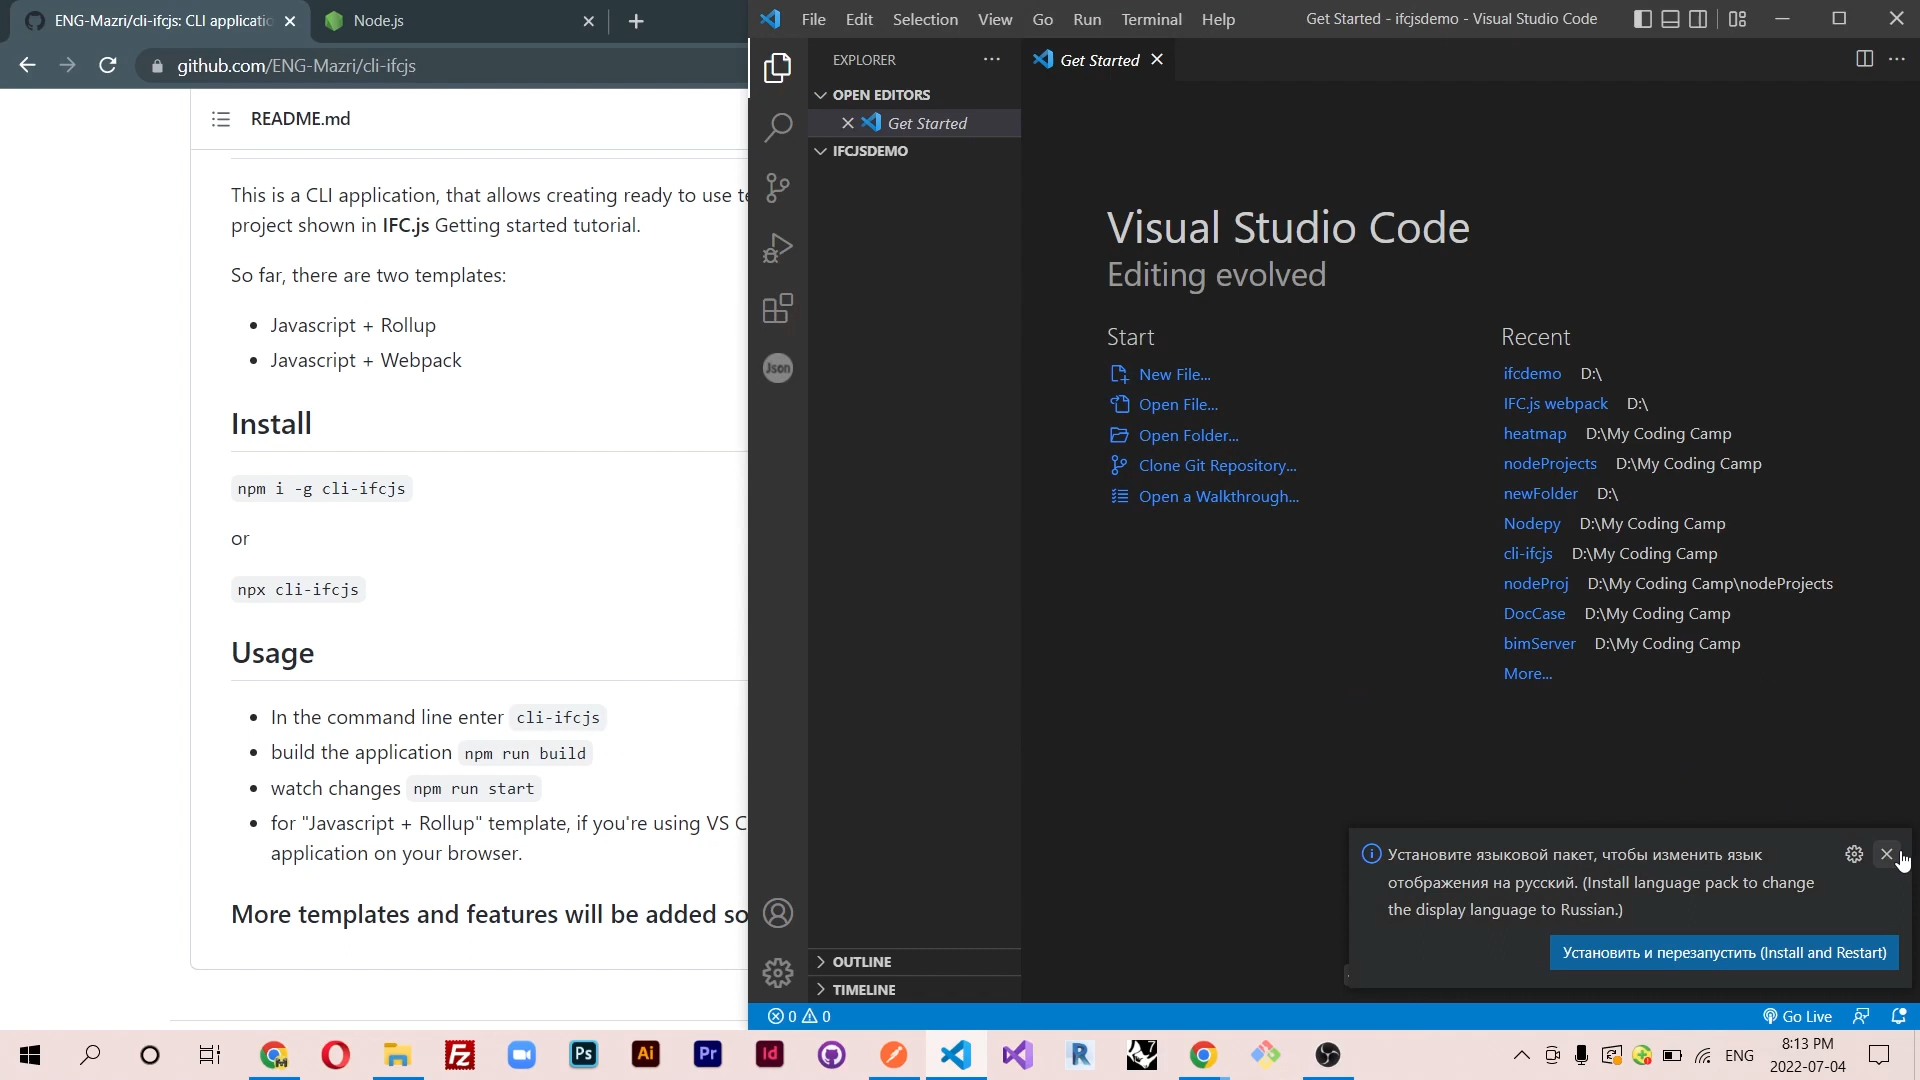 ENG-Mazri/cli-ifcjs: CLI applicatio
Node.js
github.com/ENG-Mazri/cli-ifcjs
README.md
This is a CLI application, that allows creating ready to use te
project shown in IFC.js Getting started tutorial.
So far, there are two templates:
Javascript + Rollup
Javascript + Webpack
Install
npm i -g cli-ifcjs
or
npx cli-ifcjs
Usage
In the command line enter cli-ifcjs
build the application npm run build
watch changes npm run start
for "Javascript + Rollup" template, if you're using VS C
application on your browser.
More templates and features will be added so
File Edit Selection View Go Run Terminal Help
Get Started - ifcjsdemo - Visual Studio Code
EXPLORER
OPEN EDITORS
Get Started
IFCJSDEMO
Json
OUTLINE
TIMELINE
Get Started
Visual Studio Code
Editing evolved
Start
New File...
Open File...
Open Folder...
Clone Git Repository...
Open a Walkthrough...
Recent
ifcdemo D:\
IFC.js webpack D:\
heatmap D:\My Coding Camp
nodeProjects D:\My Coding Camp
newFolder D:\
Nodepy D:\My Coding Camp
cli-ifcjs D:\My Coding Camp
nodeProj D:\My Coding Camp\nodeProjects
DocCase D:\My Coding Camp
bimServer D:\My Coding Camp
More...
Установите языковой пакет, чтобы изменить язык
отображения на русский. (Install language pack to change
the display language to Russian.)
Установить и перезапустить (Install and Restart)
0 0
Go Live
Fz
Ps
Ai
Pr
Id
R
7
ENG
8:13 PM
2022-07-04